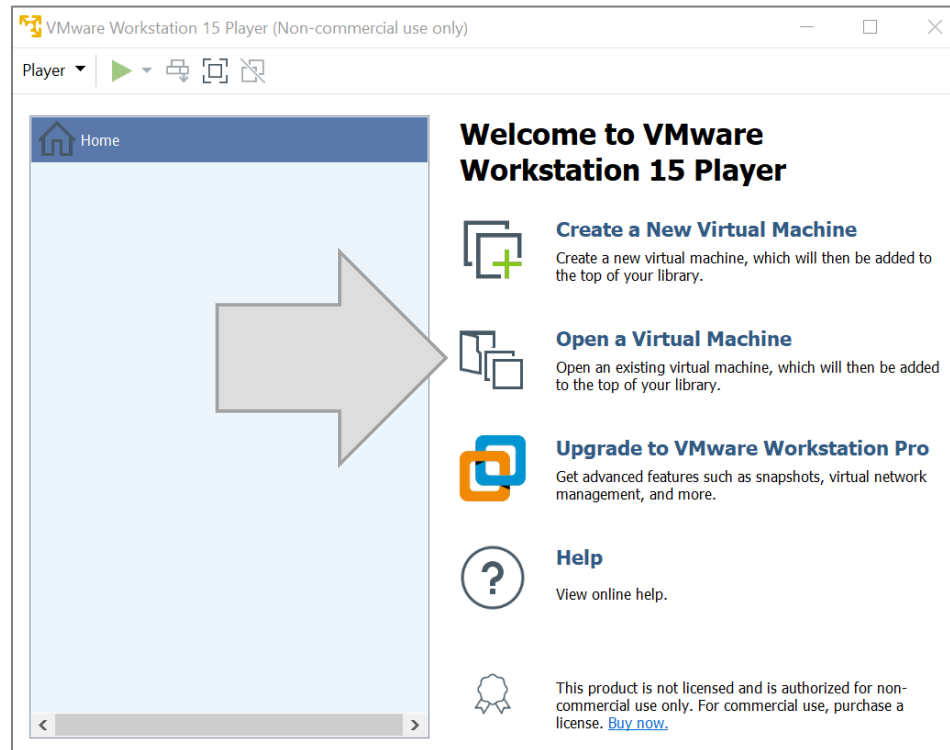 VMware Workstation 15 Player (Non-commercial use only)
Player
Home
Welcome to VMware
Workstation 15 Player
Create a New Virtual Machine
Create a new virtual machine, which will then be added to
the top of your library.
Open a Virtual Machine
Open an existing virtual machine, which will then be added
to the top of your library.
Upgrade to VMware Workstation Pro
Get advanced features such as snapshots, virtual network
management, and more.
?
Help
View online help.
This product is not licensed and is authorized for non-
commercial use only. For commercial use, purchase a
license. Buy now.